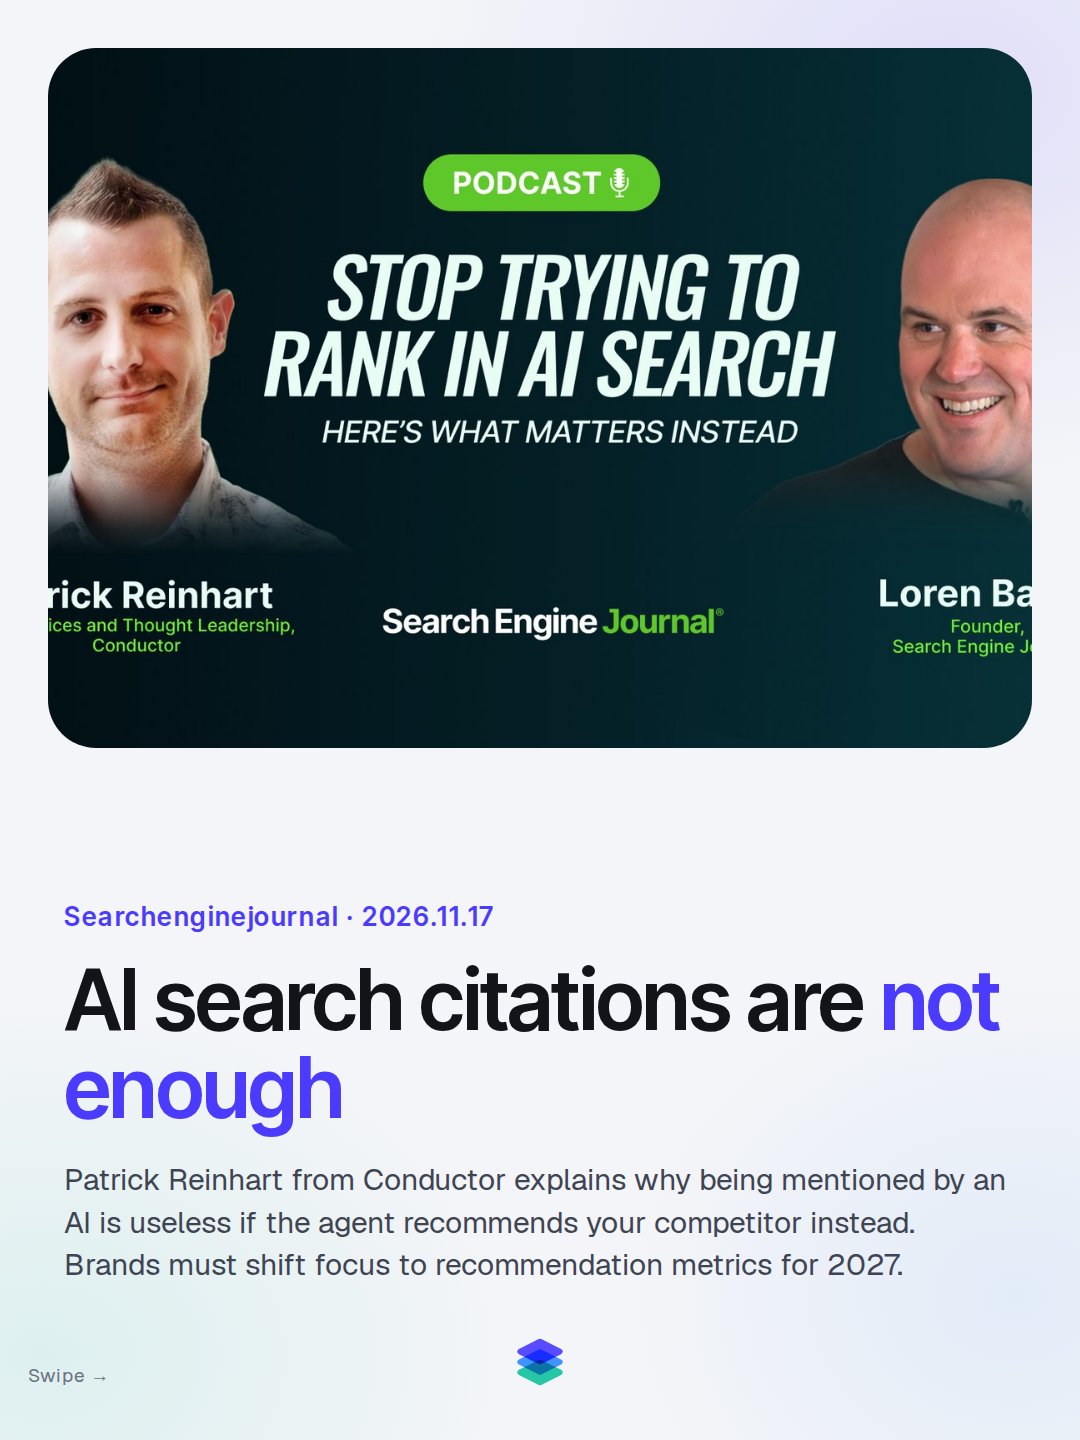 PODCAST
STOP TRYING TO
RANK IN AI SEARCH
HERE'S WHAT MATTERS INSTEAD
rick Reinhart
ices and Thought Leadership,
Conductor
Search Engine Journal®
Loren Ba
Founder,
Search Engine Jo
Searchenginejournal · 2026.11.17
AI search citations are not
enough
Patrick Reinhart from Conductor explains why being mentioned by an
AI is useless if the agent recommends your competitor instead.
Brands must shift focus to recommendation metrics for 2027.
Swipe →